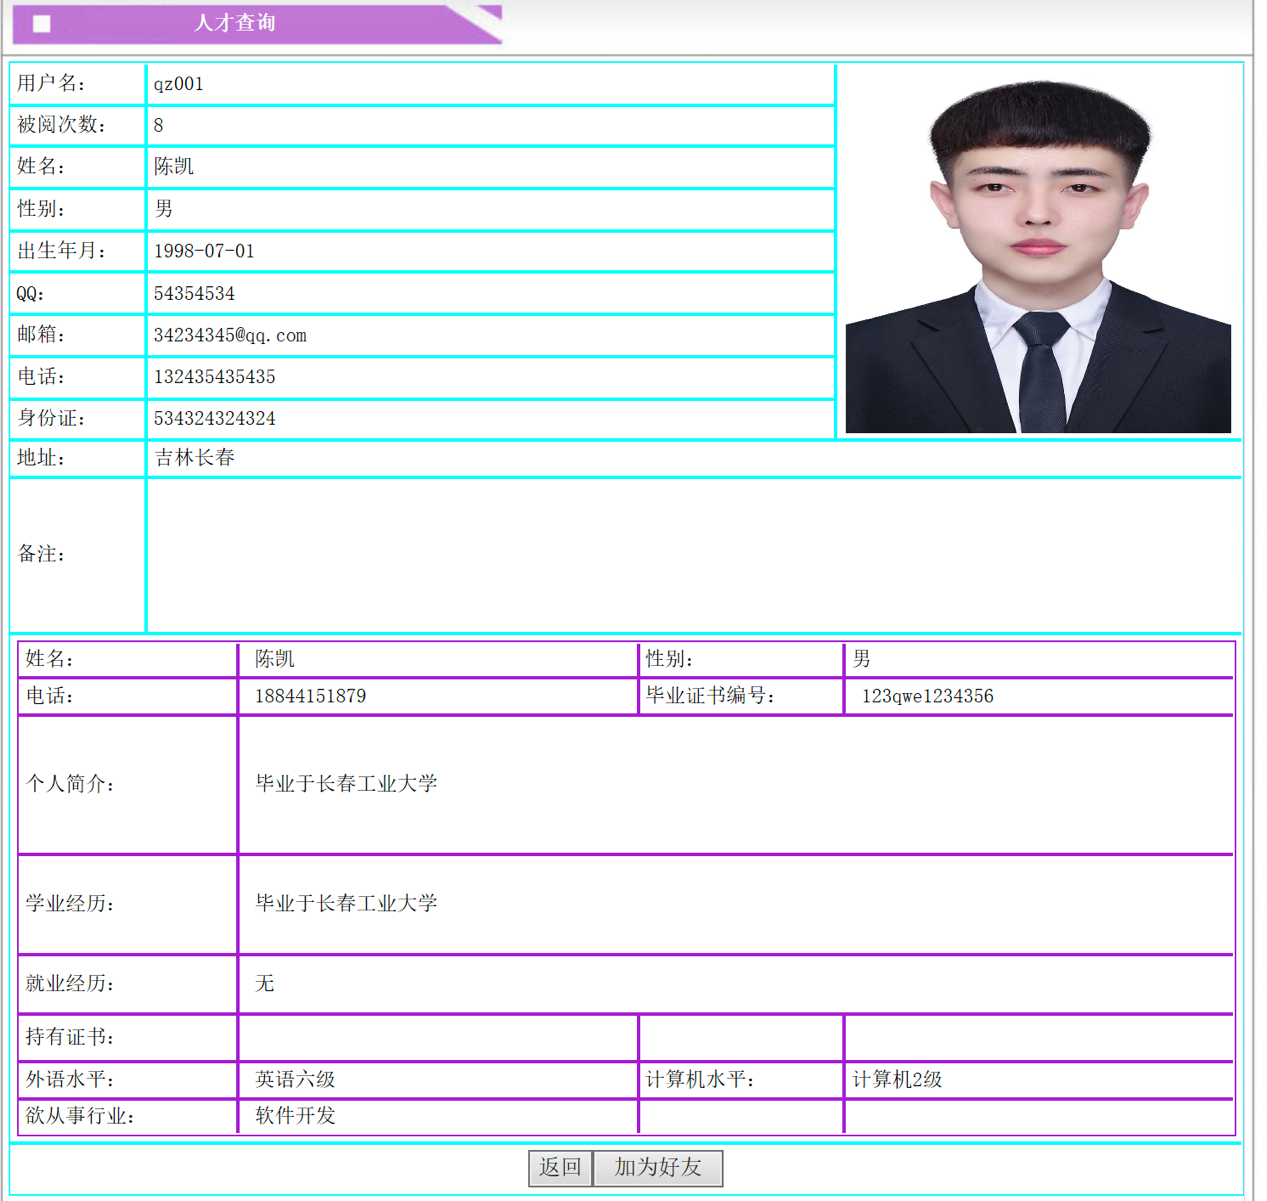 人才查询
用户名： qz001
被阅次数： 8
姓名： 陈凯
性别： 男
出生年月： 1998-07-01
QQ： 54354534
邮箱： 34234345@qq.com
电话： 132435435435
身份证： 534324324324
地址： 吉林长春
备注：
姓名： 陈凯 性别： 男
电话： 18844151879 毕业证书编号： 123qwe1234356
个人简介： 毕业于长春工业大学
学业经历： 毕业于长春工业大学
就业经历： 无
持有证书：
外语水平： 英语六级 计算机水平： 计算机2级
欲从事行业： 软件开发
返回 加为好友